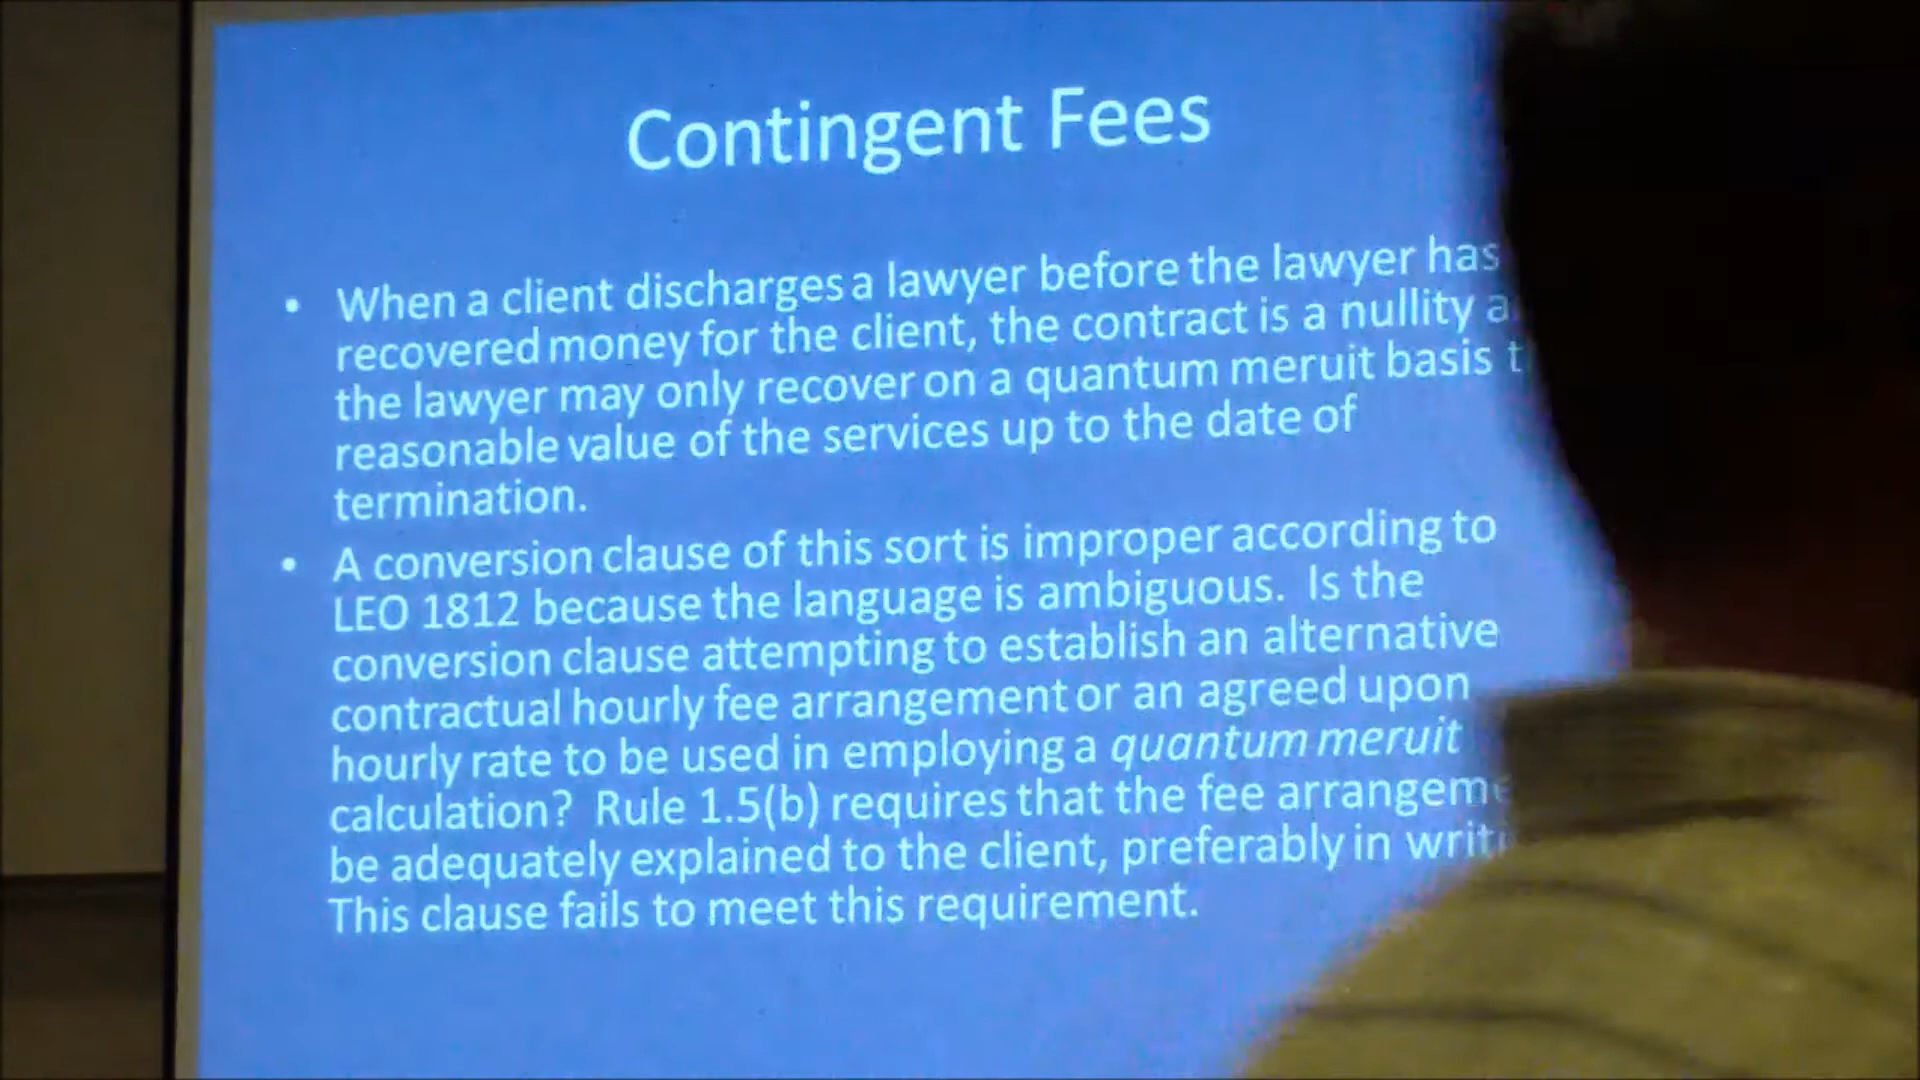 Contingent Fees
• When a client discharges a lawyer before the lawyer has
recovered money for the client, the contract is a nullity
the lawyer may only recover on a quantum meruit basis
reasonable value of the services up to the date of
termination.
• A conversion clause of this sort is improper according to
LEO 1812 because the language is ambiguous. Is the
conversion clause attempting to establish an alternative
contractual hourly fee arrangement or an agreed upon
hourly rate to be used in employing a quantum meruit
calculation? Rule 1.5(b) requires that the fee
be adequately explained to the client, preferably in
This clause fails to meet this requirement.